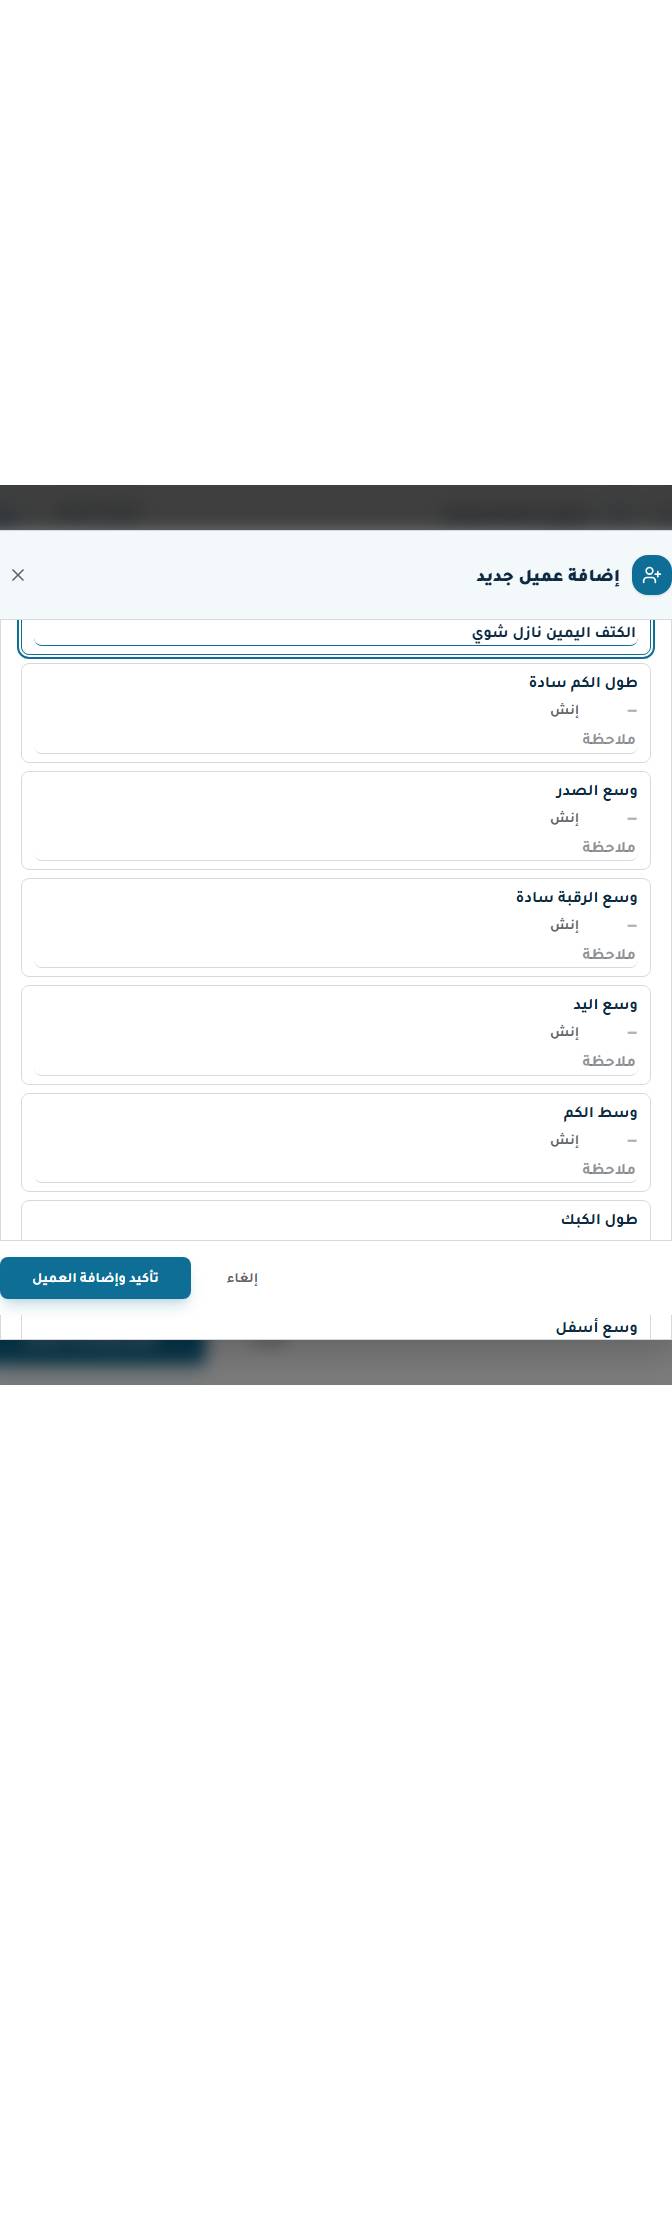 إضافة عميل جديد
الكتف اليمين نازل شوي
طول الكم سادة
– إنش
ملاحظة
وسع الصدر
– إنش
ملاحظة
وسع الرقبة سادة
– إنش
ملاحظة
وسع اليد
– إنش
ملاحظة
وسط الكم
– إنش
ملاحظة
طول الكبك
إلغاء تأكيد وإضافة العميل
وسع أسفل